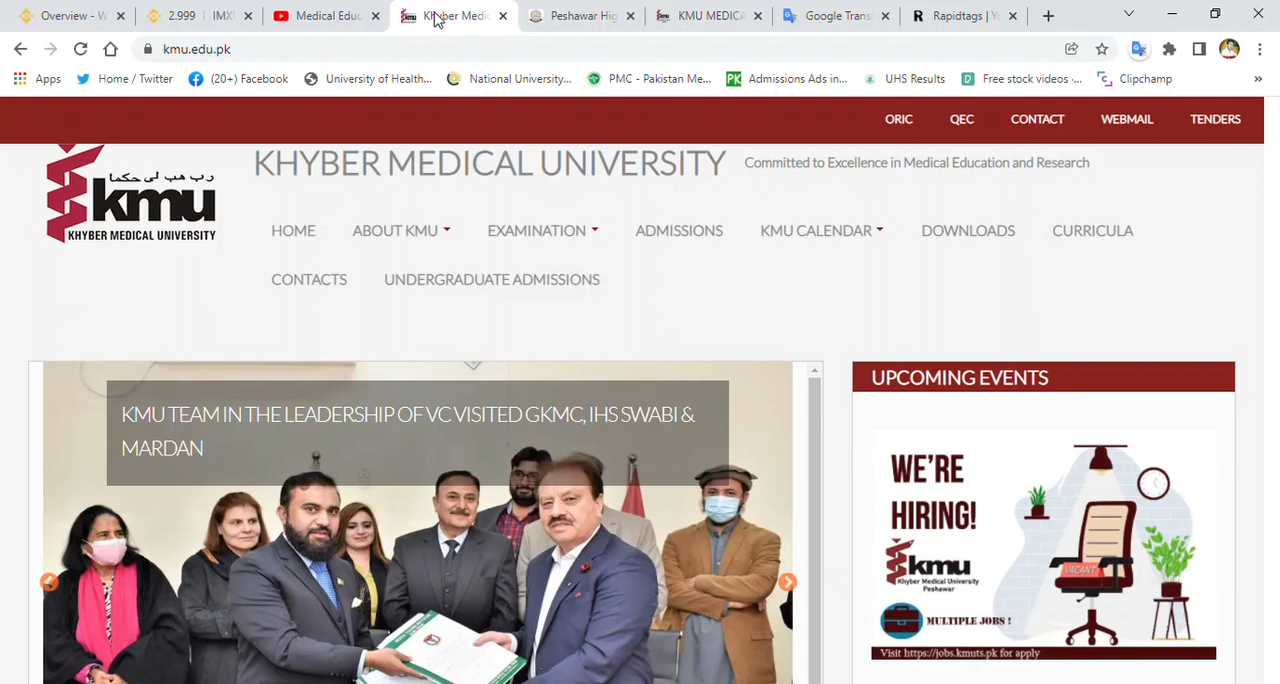 Overview - W
2.999 | IMX
Medical Educ
Khyber Medic
Peshawar Hig
KMU MEDICA
Google Trans
Rapidtags | Y
kmu.edu.pk
Apps
Home / Twitter
(20+) Facebook
University of Health...
National University...
PMC - Pakistan Me...
PK
Admissions Ads in...
UHS Results
Free stock videos -...
Clipchamp
»
ORIC
QEC
CONTACT
WEBMAIL
TENDERS
رب هب لی حکما
kmu
KHYBER MEDICAL UNIVERSITY
KHYBER MEDICAL UNIVERSITY
Committed to Excellence in Medical Education and Research
HOME
ABOUT KMU
EXAMINATION
ADMISSIONS
KMU CALENDAR
DOWNLOADS
CURRICULA
CONTACTS
UNDERGRADUATE ADMISSIONS
KMU TEAM IN THE LEADERSHIP OF VC VISITED GKMC, IHS SWABI &
MARDAN
UPCOMING EVENTS
WE'RE
HIRING!
kmu
Khyber Medical University
Peshawar
VACANT
MULTIPLE JOBS !
Visit https://jobs.kmuts.pk for apply